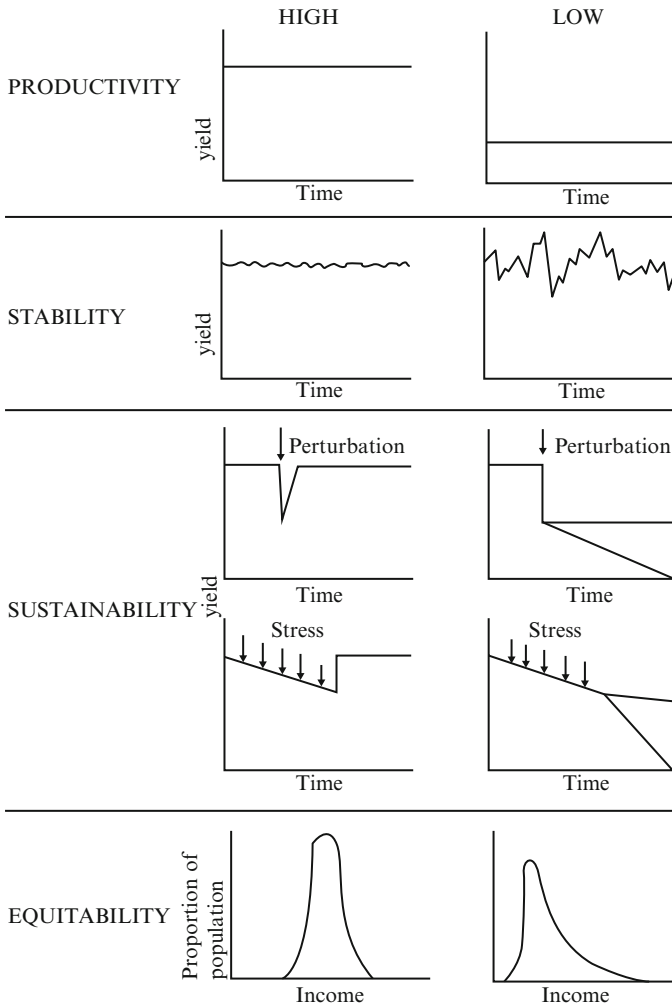 HIGH LOW
PRODUCTIVITY
yield
Time
Time
STABILITY
yield
Time
Time
SUSTAINABILITY
yield
Perturbation
Time
Perturbation
Time
Stress
Time
Stress
Time
EQUITABILITY
Proportion of
population
Income
Income